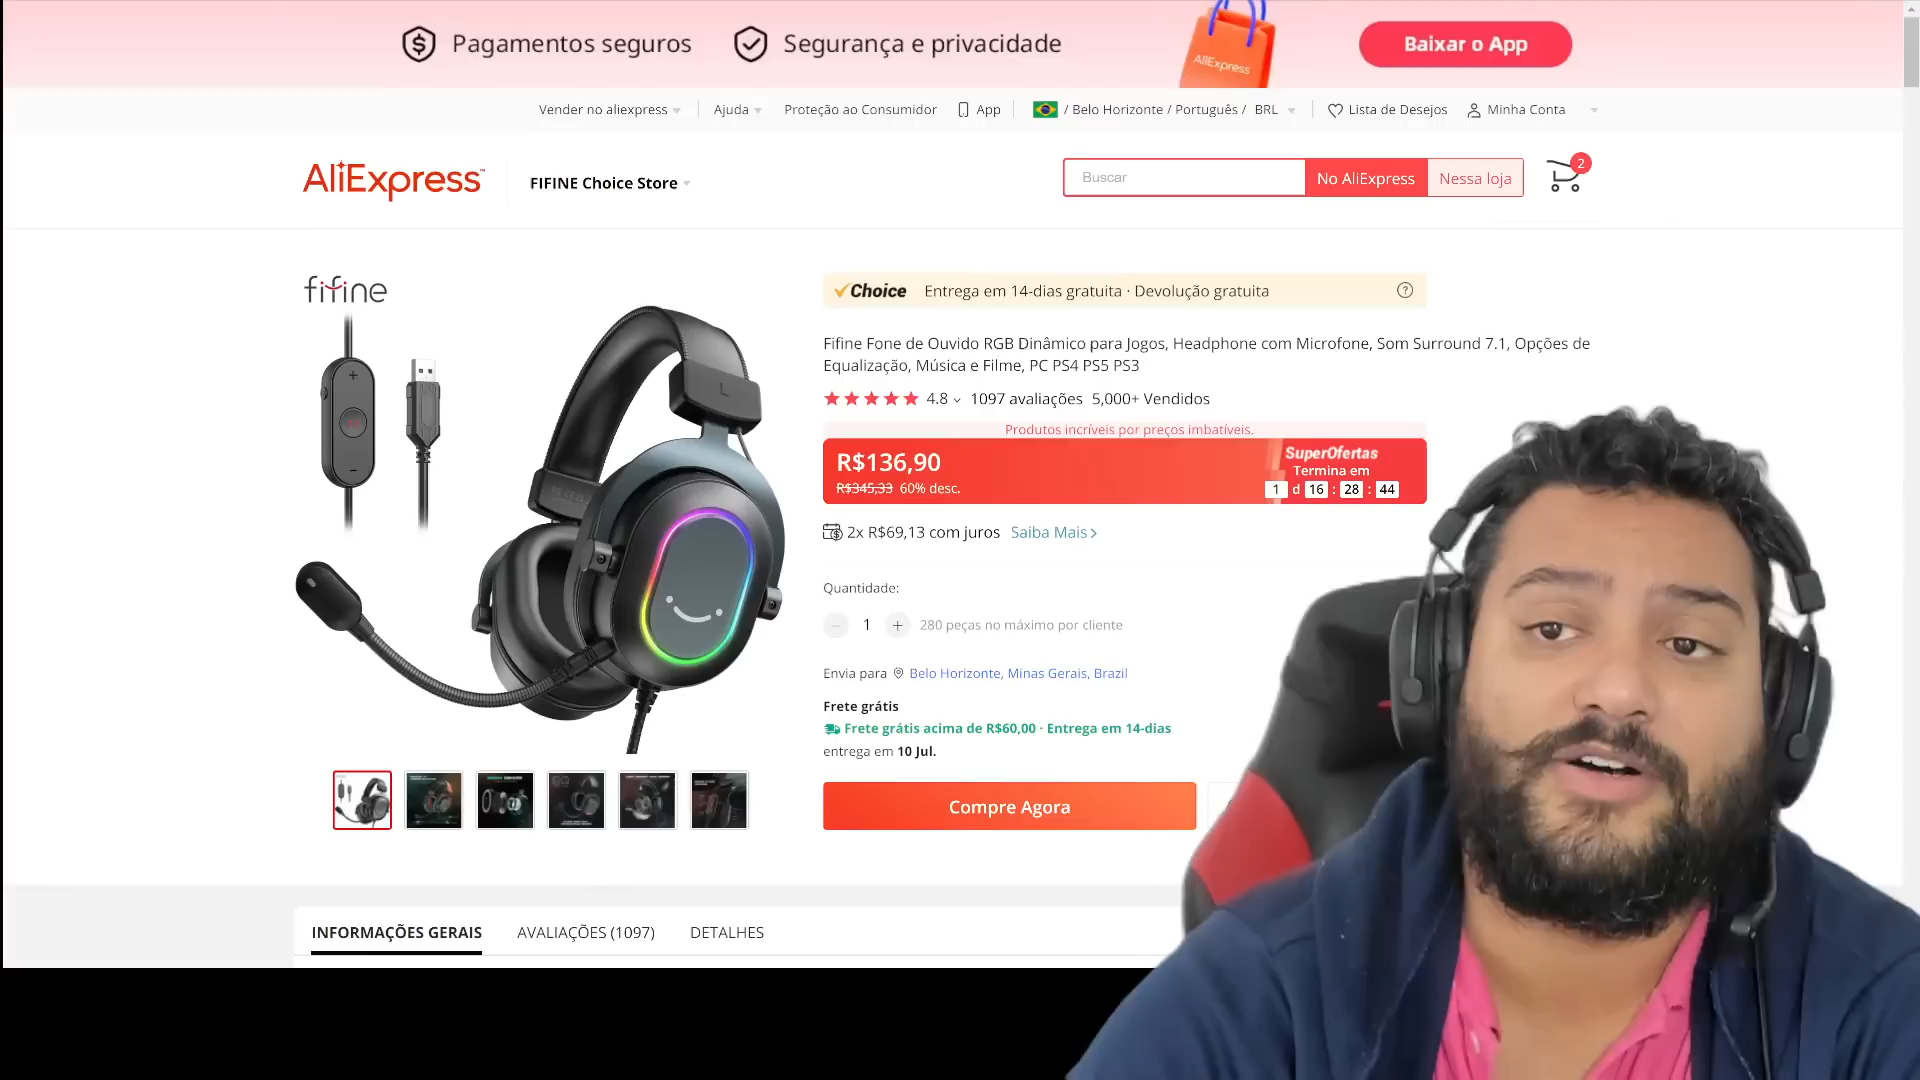 Pagamentos seguros
Segurança e privacidade
AliExpress
Baixar o App
Vender no aliexpress
Ajuda
Proteção ao Consumidor
App
/ Belo Horizonte / Português / BRL
Lista de Desejos
Minha Conta
AliExpress
FIFINE Choice Store
Buscar
No AliExpress
Nessa loja
2
fifine
L
Choice
Entrega em 14-dias gratuita · Devolução gratuita
Fifine Fone de Ouvido RGB Dinâmico para Jogos, Headphone com Microfone, Som Surround 7.1, Opções de
Equalização, Música e Filme, PC PS4 PS5 PS3
4.8
1097 avaliações
5,000+ Vendidos
Produtos incríveis por preços imbatíveis.
R$136,90
R$345,33 60% desc.
SuperOfertas
Termina em
1 d 16 : 28 : 44
2x R$69,13 com juros
Saiba Mais
Quantidade:
1
280 peças no máximo por cliente
Envia para
Belo Horizonte, Minas Gerais, Brazil
Frete grátis
Frete grátis acima de R$60,00 · Entrega em 14-dias
entrega em 10 Jul.
Compre Agora
INFORMAÇÕES GERAIS
AVALIAÇÕES (1097)
DETALHES